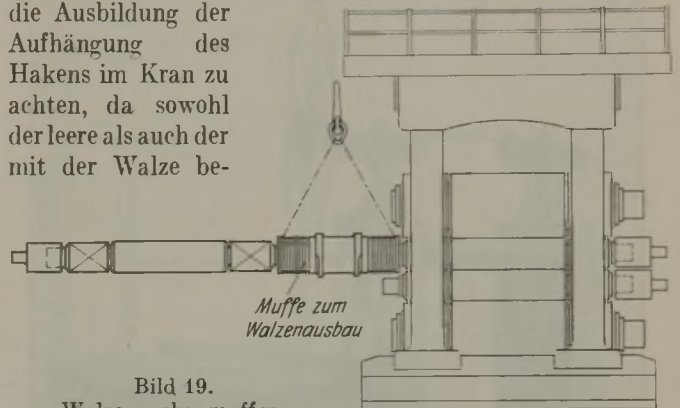 die Ausbildung der
Aufhängung des
Hakens im Kran zu
achten, da sowohl
der leere als auch der
mit der Walze be-
Muffe zum
Walzenausbau
Bild 19.